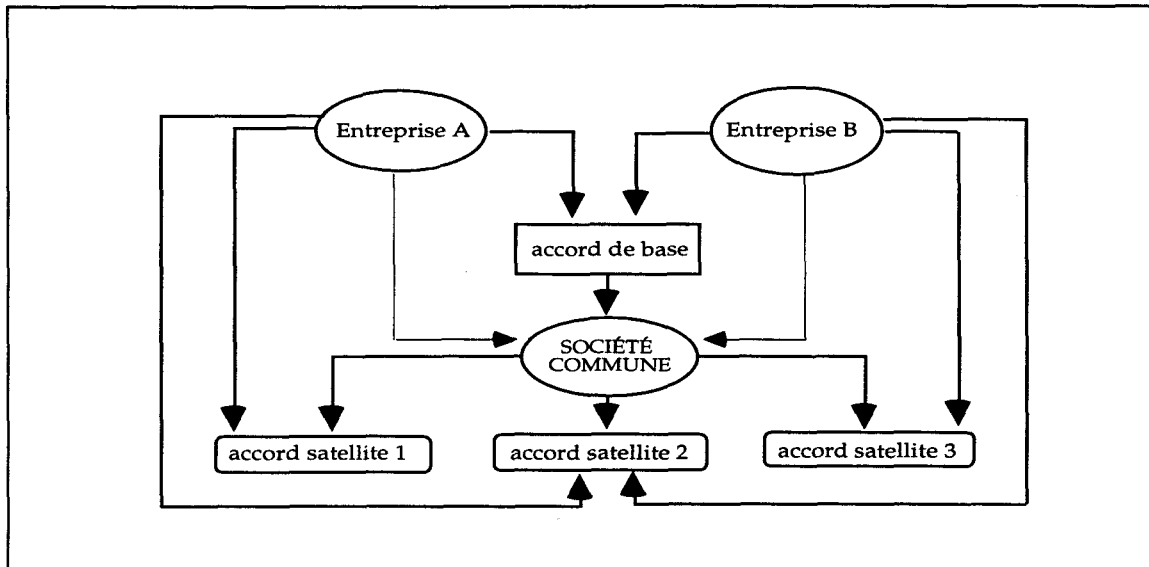 Entreprise A
Entreprise B
accord de base
SOCIÉTÉ
COMMUNE
accord satellite 1
accord satellite 2
accord satellite 3